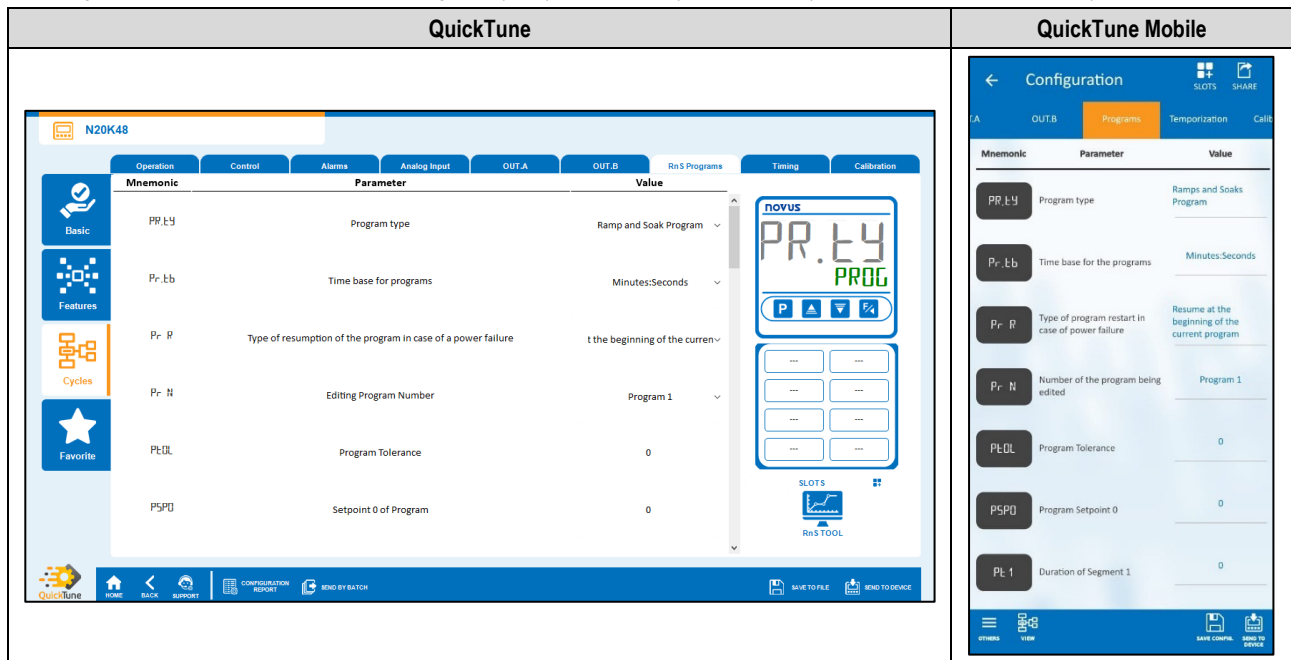 QuickTune
QuickTune Mobile
N20K48
Operation
Control
Alarms
Analog Input
OUT.A
OUT.B
RnS Programs
Timing
Calibration
Mnemonic
Parameter
Value
Basic
Features
Cycles
Favorite
PR.tY
Program type
Ramp and Soak Program
Pr.tb
Time base for programs
Minutes:Seconds
Pr R
Type of resumption of the program in case of a power failure
t the beginning of the curren
Pr N
Editing Program Number
Program 1
PtOL
Program Tolerance
0
PSP0
Setpoint 0 of Program
0
novus
PR.tY
PROG
P
F/
---
---
---
---
---
---
---
---
SLOTS
RnS TOOL
QuickTune
HOME
BACK
SUPPORT
CONFIGURATION
REPORT
SEND BY BATCH
SAVE TO FILE
SEND TO DEVICE
Configuration
SLOTS
SHARE
T.A
OUT.B
Programs
Temporization
Calib
Mnemonic
Parameter
Value
PR.tY
Program type
Ramps and Soaks
Program
Pr.tb
Time base for the programs
Minutes:Seconds
Pr R
Type of program restart in
case of power failure
Resume at the
beginning of the
current program
Pr N
Number of the program being
edited
Program 1
PtOL
Program Tolerance
0
PSP0
Program Setpoint 0
0
Pt 1
Duration of Segment 1
0
OTHERS
VIEW
SAVE CONFIG.
SEND TO
DEVICE